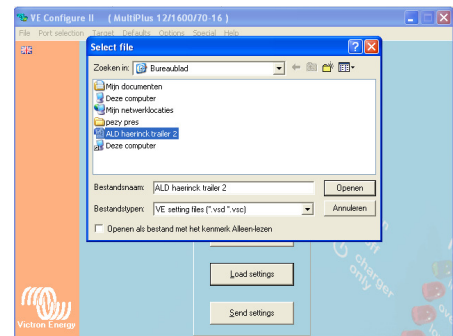 VE Configure II ( MultiPlus 12/1600/70-16 )
File Port selection Target Defaults Options Special Help
Select file
Zoeken in: Bureaublad
Mijn documenten
Deze computer
Mijn netwerklocaties
pezy pres
ALD haerinck trailer 2
Deze computer
Bestandsnaam: ALD haerinck trailer 2 Openen
Bestandstypen: VE setting files (*.vsd *.vsc) Annuleren
Openen als bestand met het kenmerk Alleen-lezen
off
charger
only
Load settings
Send settings
Victron Energy